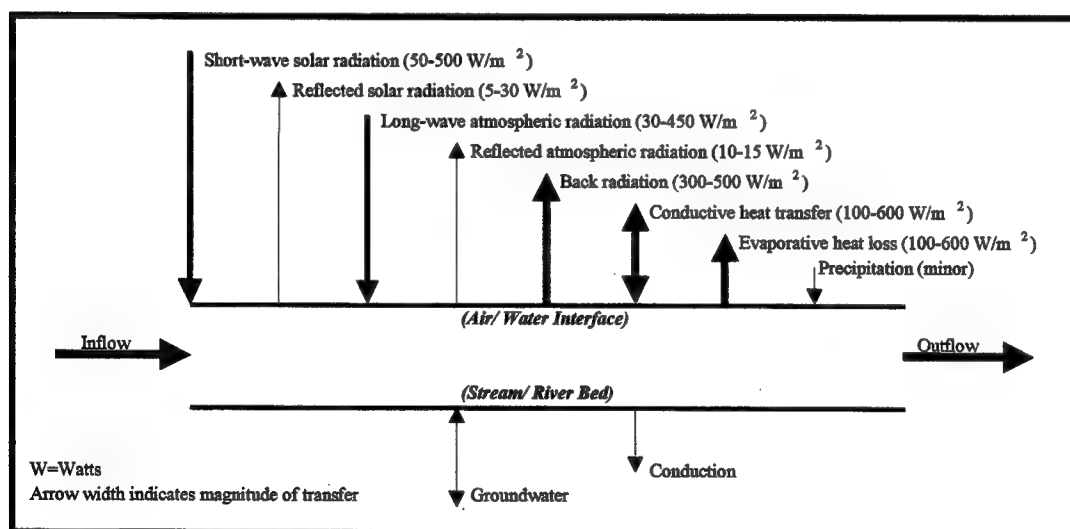 Short-wave solar radiation (50-500 W/m 2)
Reflected solar radiation (5-30 W/m 2)
Long-wave atmospheric radiation (30-450 W/m 2)
Reflected atmospheric radiation (10-15 W/m 2)
Back radiation (300-500 W/m 2)
Conductive heat transfer (100-600 W/m 2)
Evaporative heat loss (100-600 W/m 2)
Precipitation (minor)
(Air/ Water Interface)
Inflow
Outflow
(Stream/ River Bed)
Conduction
Groundwater
W=Watts
Arrow width indicates magnitude of transfer